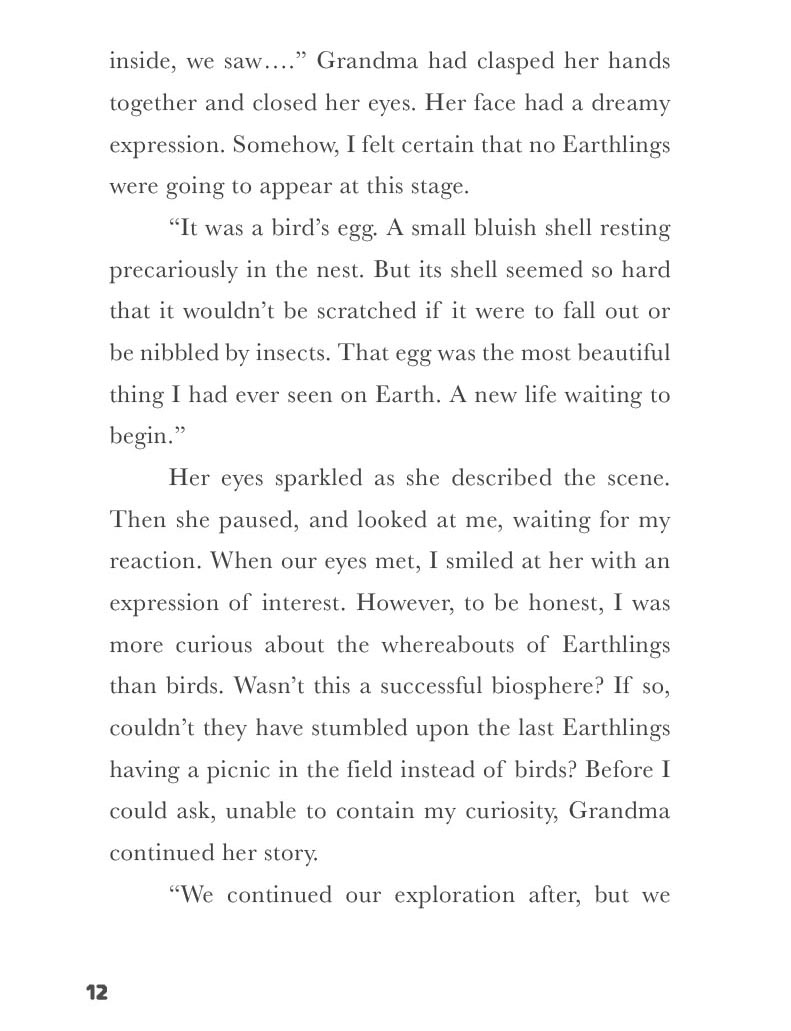 inside, we saw….” Grandma had clasped her hands
together and closed her eyes. Her face had a dreamy
expression. Somehow, I felt certain that no Earthlings
were going to appear at this stage.
“It was a bird’s egg. A small bluish shell resting
precariously in the nest. But its shell seemed so hard
that it wouldn’t be scratched if it were to fall out or
be nibbled by insects. That egg was the most beautiful
thing I had ever seen on Earth. A new life waiting to
begin.”
Her eyes sparkled as she described the scene.
Then she paused, and looked at me, waiting for my
reaction. When our eyes met, I smiled at her with an
expression of interest. However, to be honest, I was
more curious about the whereabouts of Earthlings
than birds. Wasn’t this a successful biosphere? If so,
couldn’t they have stumbled upon the last Earthlings
having a picnic in the field instead of birds? Before I
could ask, unable to contain my curiosity, Grandma
continued her story.
“We continued our exploration after, but we
12